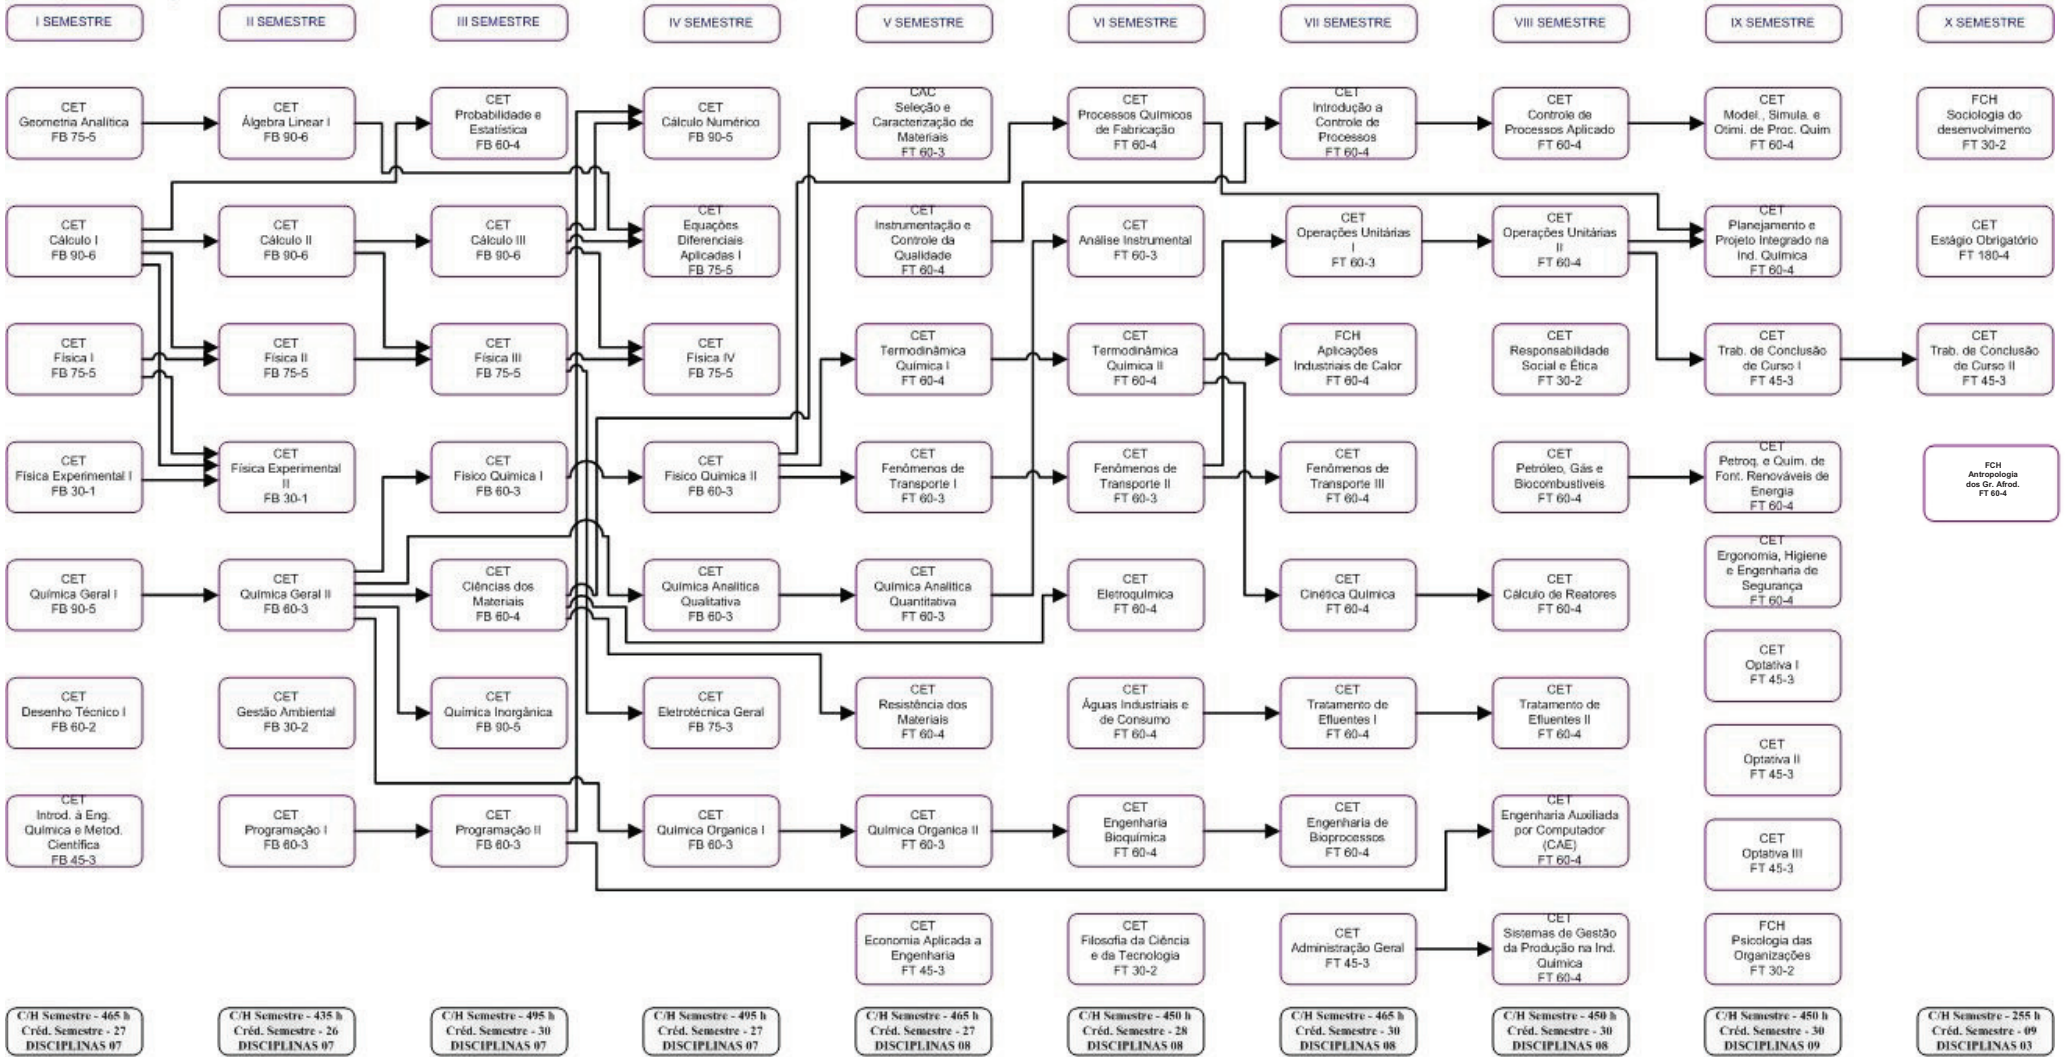 I SEMESTRE
II SEMESTRE
III SEMESTRE
IV SEMESTRE
V SEMESTRE
VI SEMESTRE
VII SEMESTRE
VIII SEMESTRE
IX SEMESTRE
X SEMESTRE
CET
Geometria Analítica
FB 75-5
CET
Álgebra Linear I
FB 90-6
CET
Probabilidade e
Estatística
FB 60-4
CET
Cálculo Numérico
FB 90-5
CAC
Seleção e
Caracterização de
Materiais
FT 60-3
CET
Processos Químicos
de Fabricação
FT 60-4
CET
Introdução a
Controle de
Processos
FT 60-4
CET
Controle de
Processos Aplicado
FT 60-4
CET
Model., Simula. e
Otimi. de Proc. Quim
FT 60-4
FCH
Sociologia do
desenvolvimento
FT 30-2
CET
Cálculo I
FB 90-6
CET
Cálculo II
FB 90-6
CET
Cálculo III
FB 90-6
CET
Equações
Diferenciais
Aplicadas I
FB 75-5
CET
Instrumentação e
Controle da
Qualidade
FT 60-4
CET
Análise Instrumental
FT 60-3
CET
Operações Unitárias
I
FT 60-3
CET
Operações Unitárias
II
FT 60-4
CET
Planejamento e
Projeto Integrado na
Ind. Química
FT 60-4
CET
Estágio Obrigatório
FT 180-4
CET
Física I
FB 75-5
CET
Física II
FB 75-5
CET
Física III
FB 75-5
CET
Física IV
FB 75-5
CET
Termodinâmica
Química I
FT 60-4
CET
Termodinâmica
Química II
FT 60-4
FCH
Aplicações
Industriais de Calor
FT 60-4
CET
Responsabilidade
Social e Ética
FT 30-2
CET
Trab. de Conclusão
de Curso I
FT 45-3
CET
Trab. de Conclusão
de Curso II
FT 45-3
CET
Física Experimental I
FB 30-1
CET
Física Experimental
II
FB 30-1
CET
Físico Química I
FB 60-3
CET
Físico Química II
FB 60-3
CET
Fenômenos de
Transporte I
FT 60-3
CET
Fenômenos de
Transporte II
FT 60-3
CET
Fenômenos de
Transporte III
FT 60-4
CET
Petróleo, Gás e
Biocombustíveis
FT 60-4
CET
Petroq. e Quim. de
Font. Renováveis de
Energia
FT 60-4
FCH
Antropologia
dos Gr. Afrod.
FT 60-4
CET
Química Geral I
FB 90-5
CET
Química Geral II
FB 60-3
CET
Ciências dos
Materiais
FB 60-4
CET
Química Analítica
Qualitativa
FB 60-3
CET
Química Analítica
Quantitativa
FT 60-3
CET
Eletroquímica
FT 60-4
CET
Cinética Química
FT 60-4
CET
Cálculo de Reatores
FT 60-4
CET
Ergonomia, Higiene
e Engenharia de
Segurança
FT 60-4
CET
Optativa I
FT 45-3
CET
Desenho Técnico I
FB 60-2
CET
Gestão Ambiental
FB 30-2
CET
Química Inorgânica
FB 90-5
CET
Eletrotécnica Geral
FB 75-3
CET
Resistência dos
Materiais
FT 60-4
CET
Águas Industriais e
de Consumo
FT 60-4
CET
Tratamento de
Efluentes I
FT 60-4
CET
Tratamento de
Efluentes II
FT 60-4
CET
Optativa II
FT 45-3
CET
Introd. à Eng.
Química e Metod.
Científica
FB 45-3
CET
Programação I
FB 60-3
CET
Programação II
FB 60-3
CET
Química Organica I
FB 60-3
CET
Química Organica II
FT 60-3
CET
Engenharia
Bioquímica
FT 60-4
CET
Engenharia de
Bioprocessos
FT 60-4
CET
Engenharia Auxiliada
por Computador
(CAE)
FT 60-4
CET
Optativa III
FT 45-3
CET
Economia Aplicada a
Engenharia
FT 45-3
CET
Filosofia da Ciência
e da Tecnologia
FT 30-2
CET
Administração Geral
FT 45-3
CET
Sistemas de Gestão
da Produção na Ind.
Química
FT 60-4
FCH
Psicologia das
Organizações
FT 30-2
C/H Semestre - 465 h
Créd. Semestre - 27
DISCIPLINAS 07
C/H Semestre - 435 h
Créd. Semestre - 26
DISCIPLINAS 07
C/H Semestre - 495 h
Créd. Semestre - 30
DISCIPLINAS 07
C/H Semestre - 495 h
Créd. Semestre - 27
DISCIPLINAS 07
C/H Semestre - 465 h
Créd. Semestre - 27
DISCIPLINAS 08
C/H Semestre - 450 h
Créd. Semestre - 28
DISCIPLINAS 08
C/H Semestre - 465 h
Créd. Semestre - 30
DISCIPLINAS 08
C/H Semestre - 450 h
Créd. Semestre - 30
DISCIPLINAS 08
C/H Semestre - 450 h
Créd. Semestre - 30
DISCIPLINAS 09
C/H Semestre - 255 h
Créd. Semestre - 09
DISCIPLINAS 03